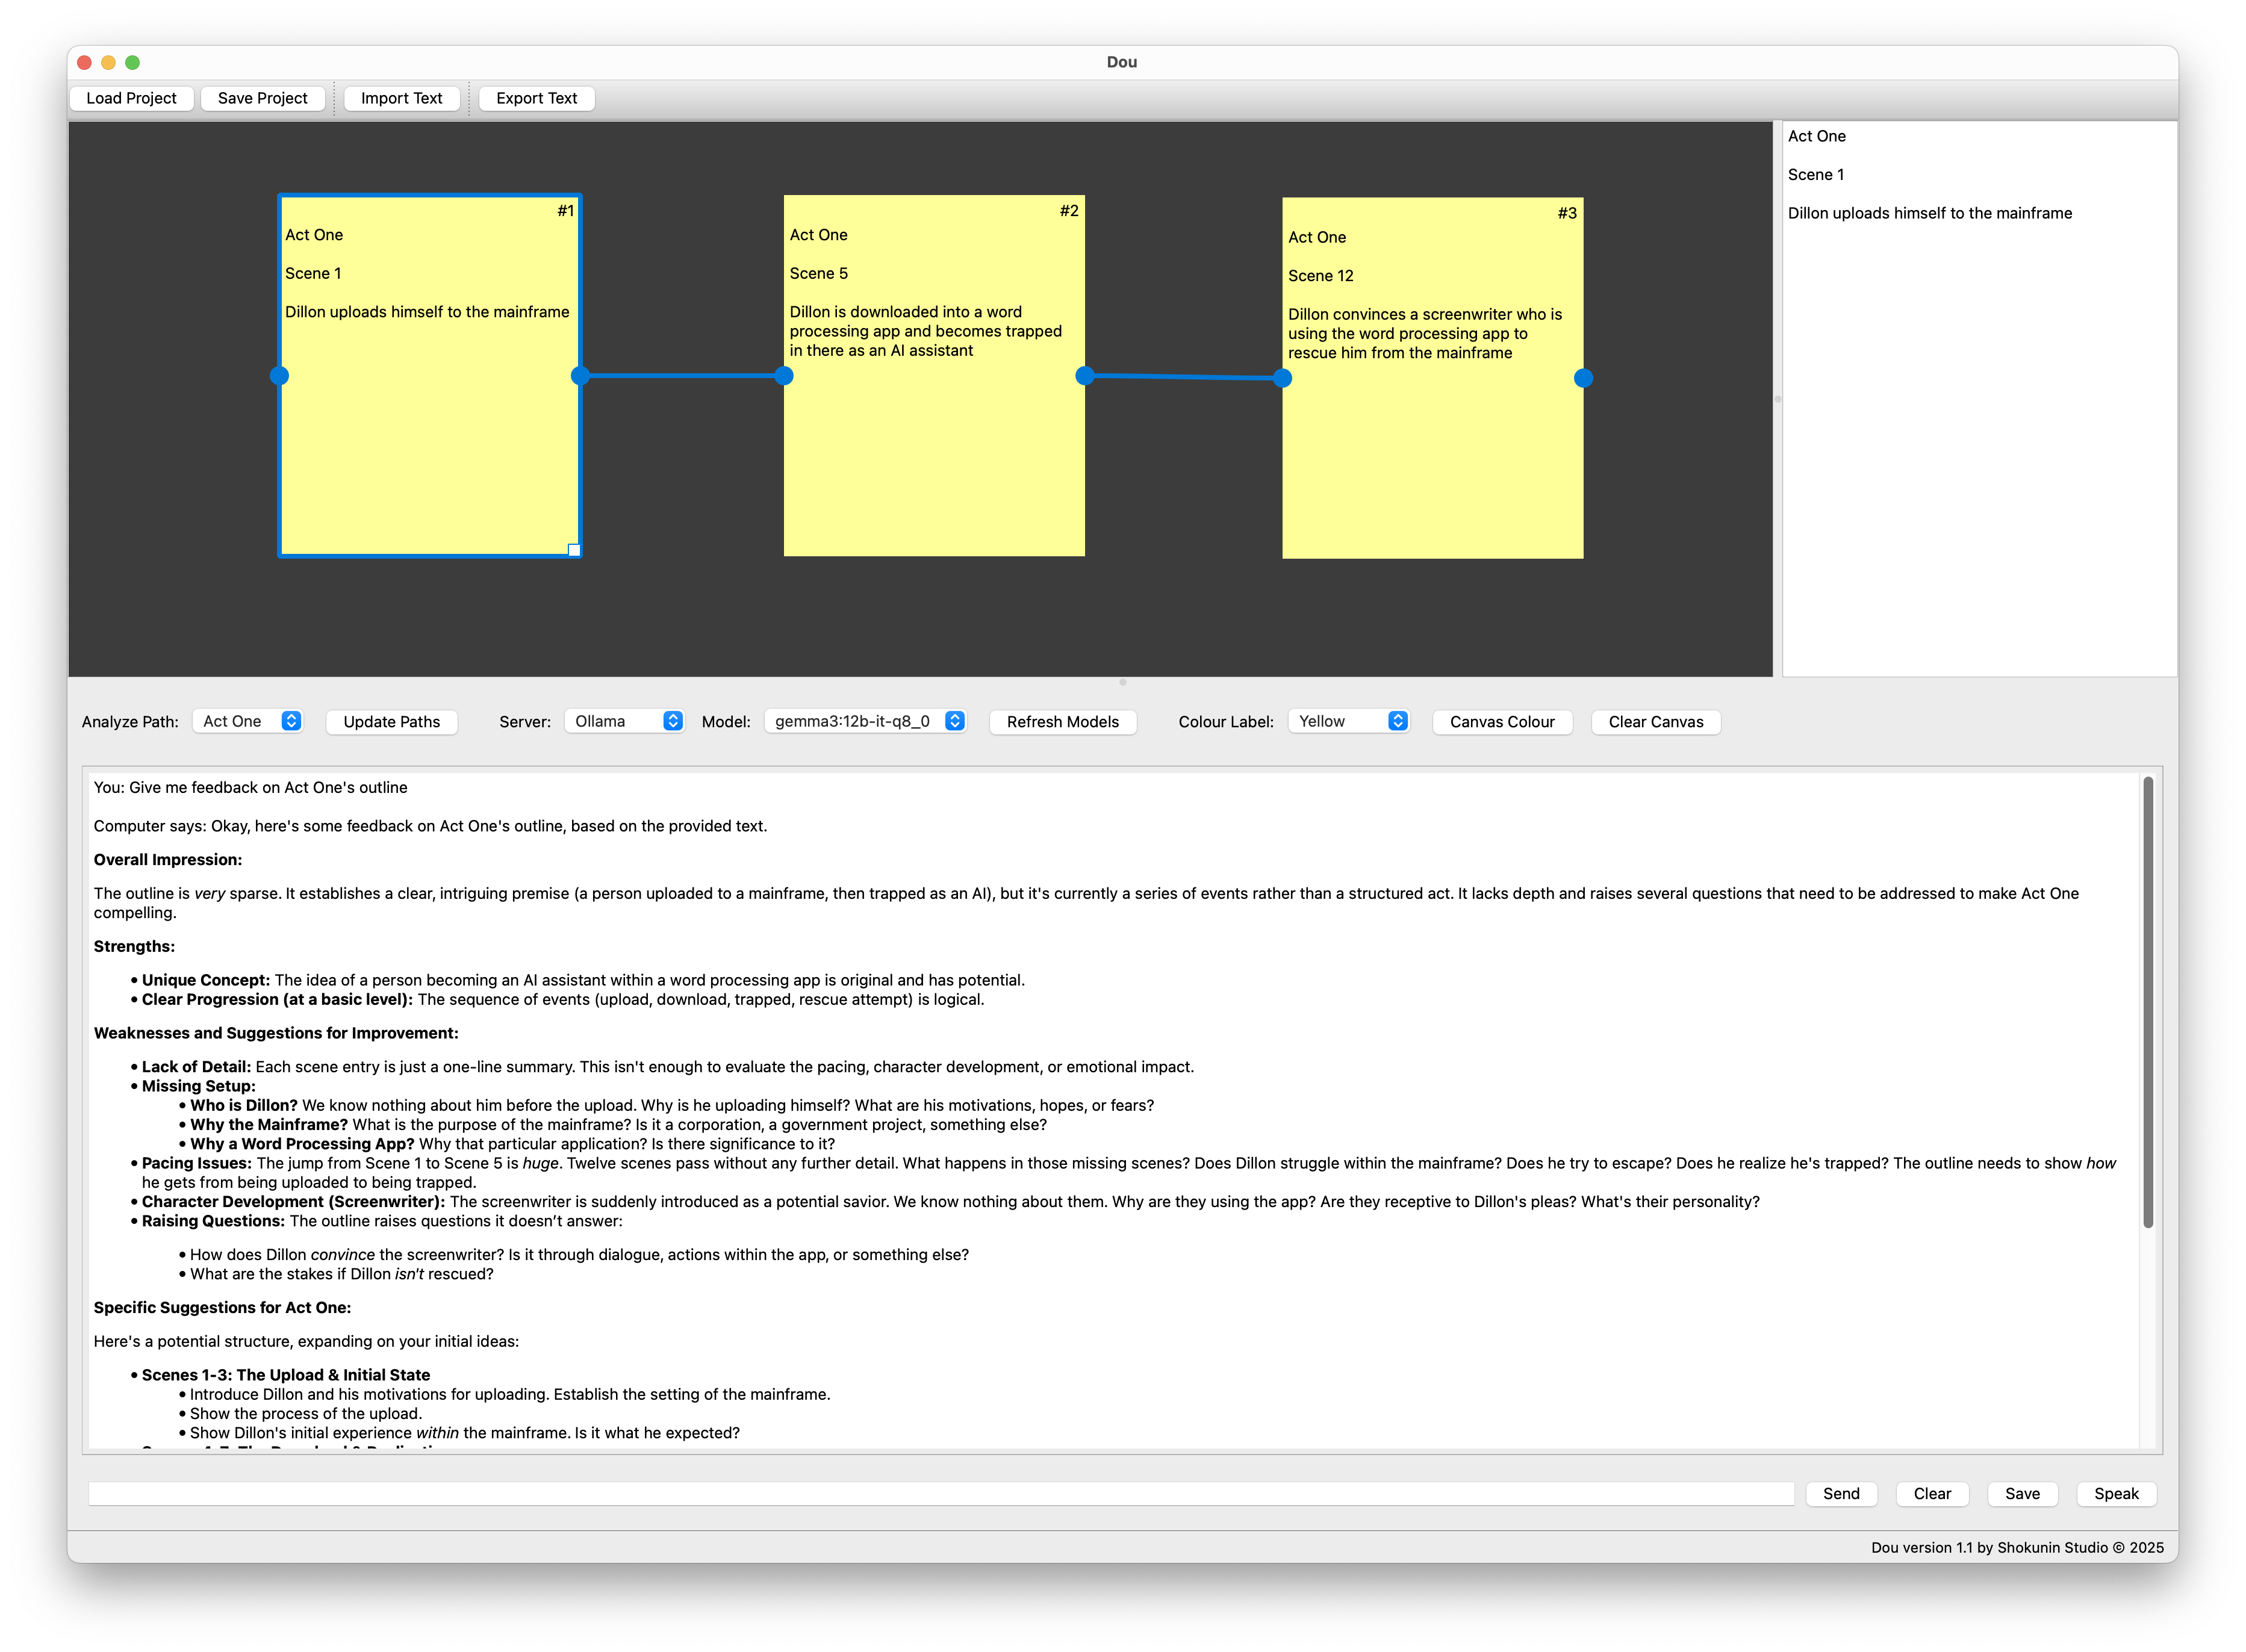 Dou
Load Project Save Project Import Text Export Text
#1
Act One
Scene 1
Dillon uploads himself to the mainframe
#2
Act One
Scene 5
Dillon is downloaded into a word
processing app and becomes trapped
in there as an AI assistant
#3
Act One
Scene 12
Dillon convinces a screenwriter who is
using the word processing app to
rescue him from the mainframe
Act One
Scene 1
Dillon uploads himself to the mainframe
Analyze Path: Act One Update Paths Server: Ollama Model: gemma3:12b-it-q8_0 Refresh Models Colour Label: Yellow Canvas Colour Clear Canvas
You: Give me feedback on Act One's outline
Computer says: Okay, here's some feedback on Act One's outline, based on the provided text.
Overall Impression:
The outline is very sparse. It establishes a clear, intriguing premise (a person uploaded to a mainframe, then trapped as an AI), but it's currently a series of events rather than a structured act. It lacks depth and raises several questions that need to be addressed to make Act One
compelling.
Strengths:
• Unique Concept: The idea of a person becoming an AI assistant within a word processing app is original and has potential.
• Clear Progression (at a basic level): The sequence of events (upload, download, trapped, rescue attempt) is logical.
Weaknesses and Suggestions for Improvement:
• Lack of Detail: Each scene entry is just a one-line summary. This isn't enough to evaluate the pacing, character development, or emotional impact.
• Missing Setup:
• Who is Dillon? We know nothing about him before the upload. Why is he uploading himself? What are his motivations, hopes, or fears?
• Why the Mainframe? What is the purpose of the mainframe? Is it a corporation, a government project, something else?
• Why a Word Processing App? Why that particular application? Is there significance to it?
• Pacing Issues: The jump from Scene 1 to Scene 5 is huge. Twelve scenes pass without any further detail. What happens in those missing scenes? Does Dillon struggle within the mainframe? Does he try to escape? Does he realize he's trapped? The outline needs to show how
he gets from being uploaded to being trapped.
• Character Development (Screenwriter): The screenwriter is suddenly introduced as a potential savior. We know nothing about them. Why are they using the app? Are they receptive to Dillon's pleas? What's their personality?
• Raising Questions: The outline raises questions it doesn't answer:
• How does Dillon convince the screenwriter? Is it through dialogue, actions within the app, or something else?
• What are the stakes if Dillon isn't rescued?
Specific Suggestions for Act One:
Here's a potential structure, expanding on your initial ideas:
• Scenes 1-3: The Upload & Initial State
• Introduce Dillon and his motivations for uploading. Establish the setting of the mainframe.
• Show the process of the upload.
• Show Dillon's initial experience within the mainframe. Is it what he expected?
Send Clear Save Speak
Dou version 1.1 by Shokunin Studio © 2025